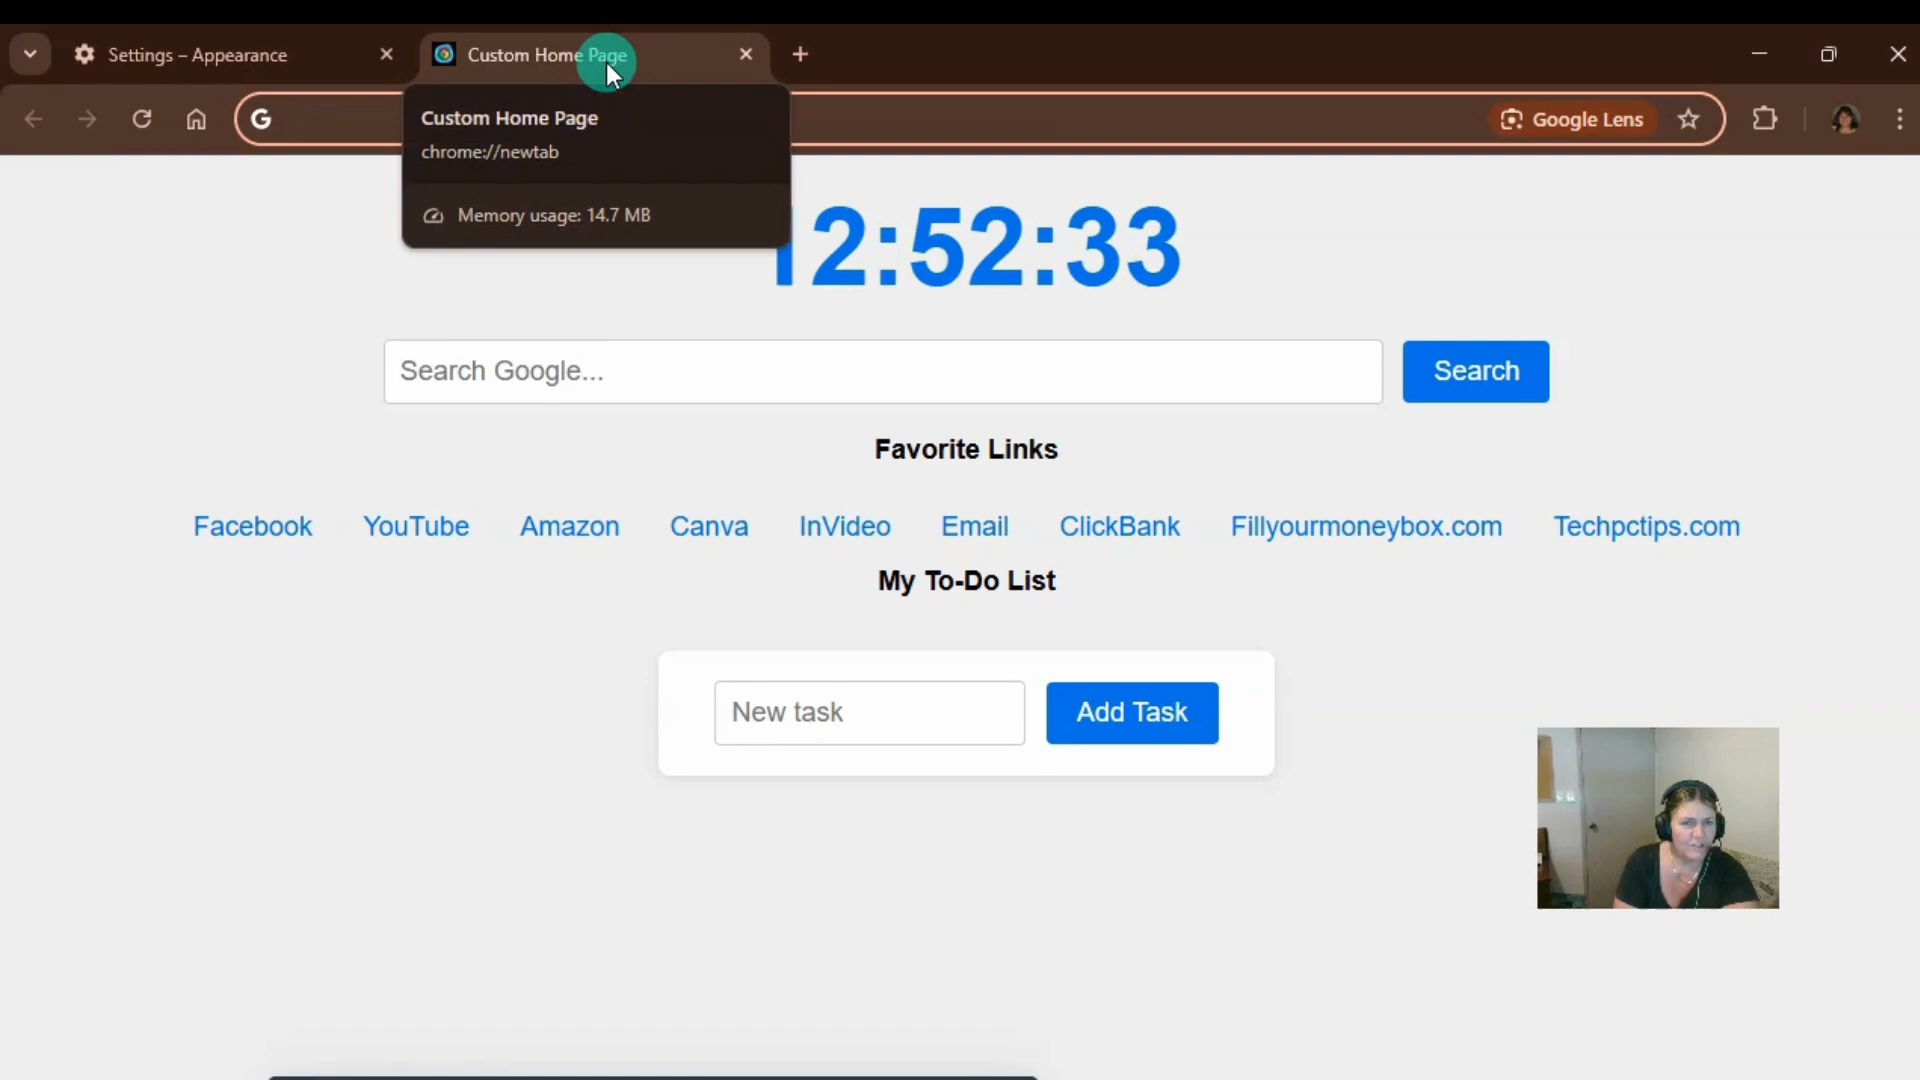 Settings – Appearance
Custom Home Page
Google Lens
Custom Home Page
chrome://newtab
Memory usage: 14.7 MB
12:52:33
Search Google...
Search
Favorite Links
Facebook YouTube Amazon Canva InVideo Email ClickBank Fillyourmoneybox.com Techpctips.com
My To-Do List
New task
Add Task